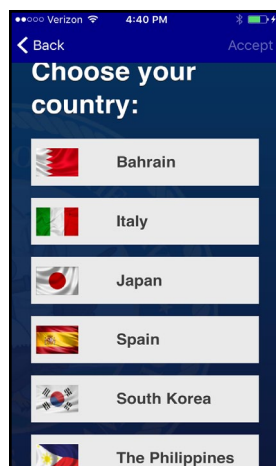 Verizon 4:40 PM
Back Accept
Choose your
country:
Bahrain
Italy
Japan
Spain
South Korea
The Philippines